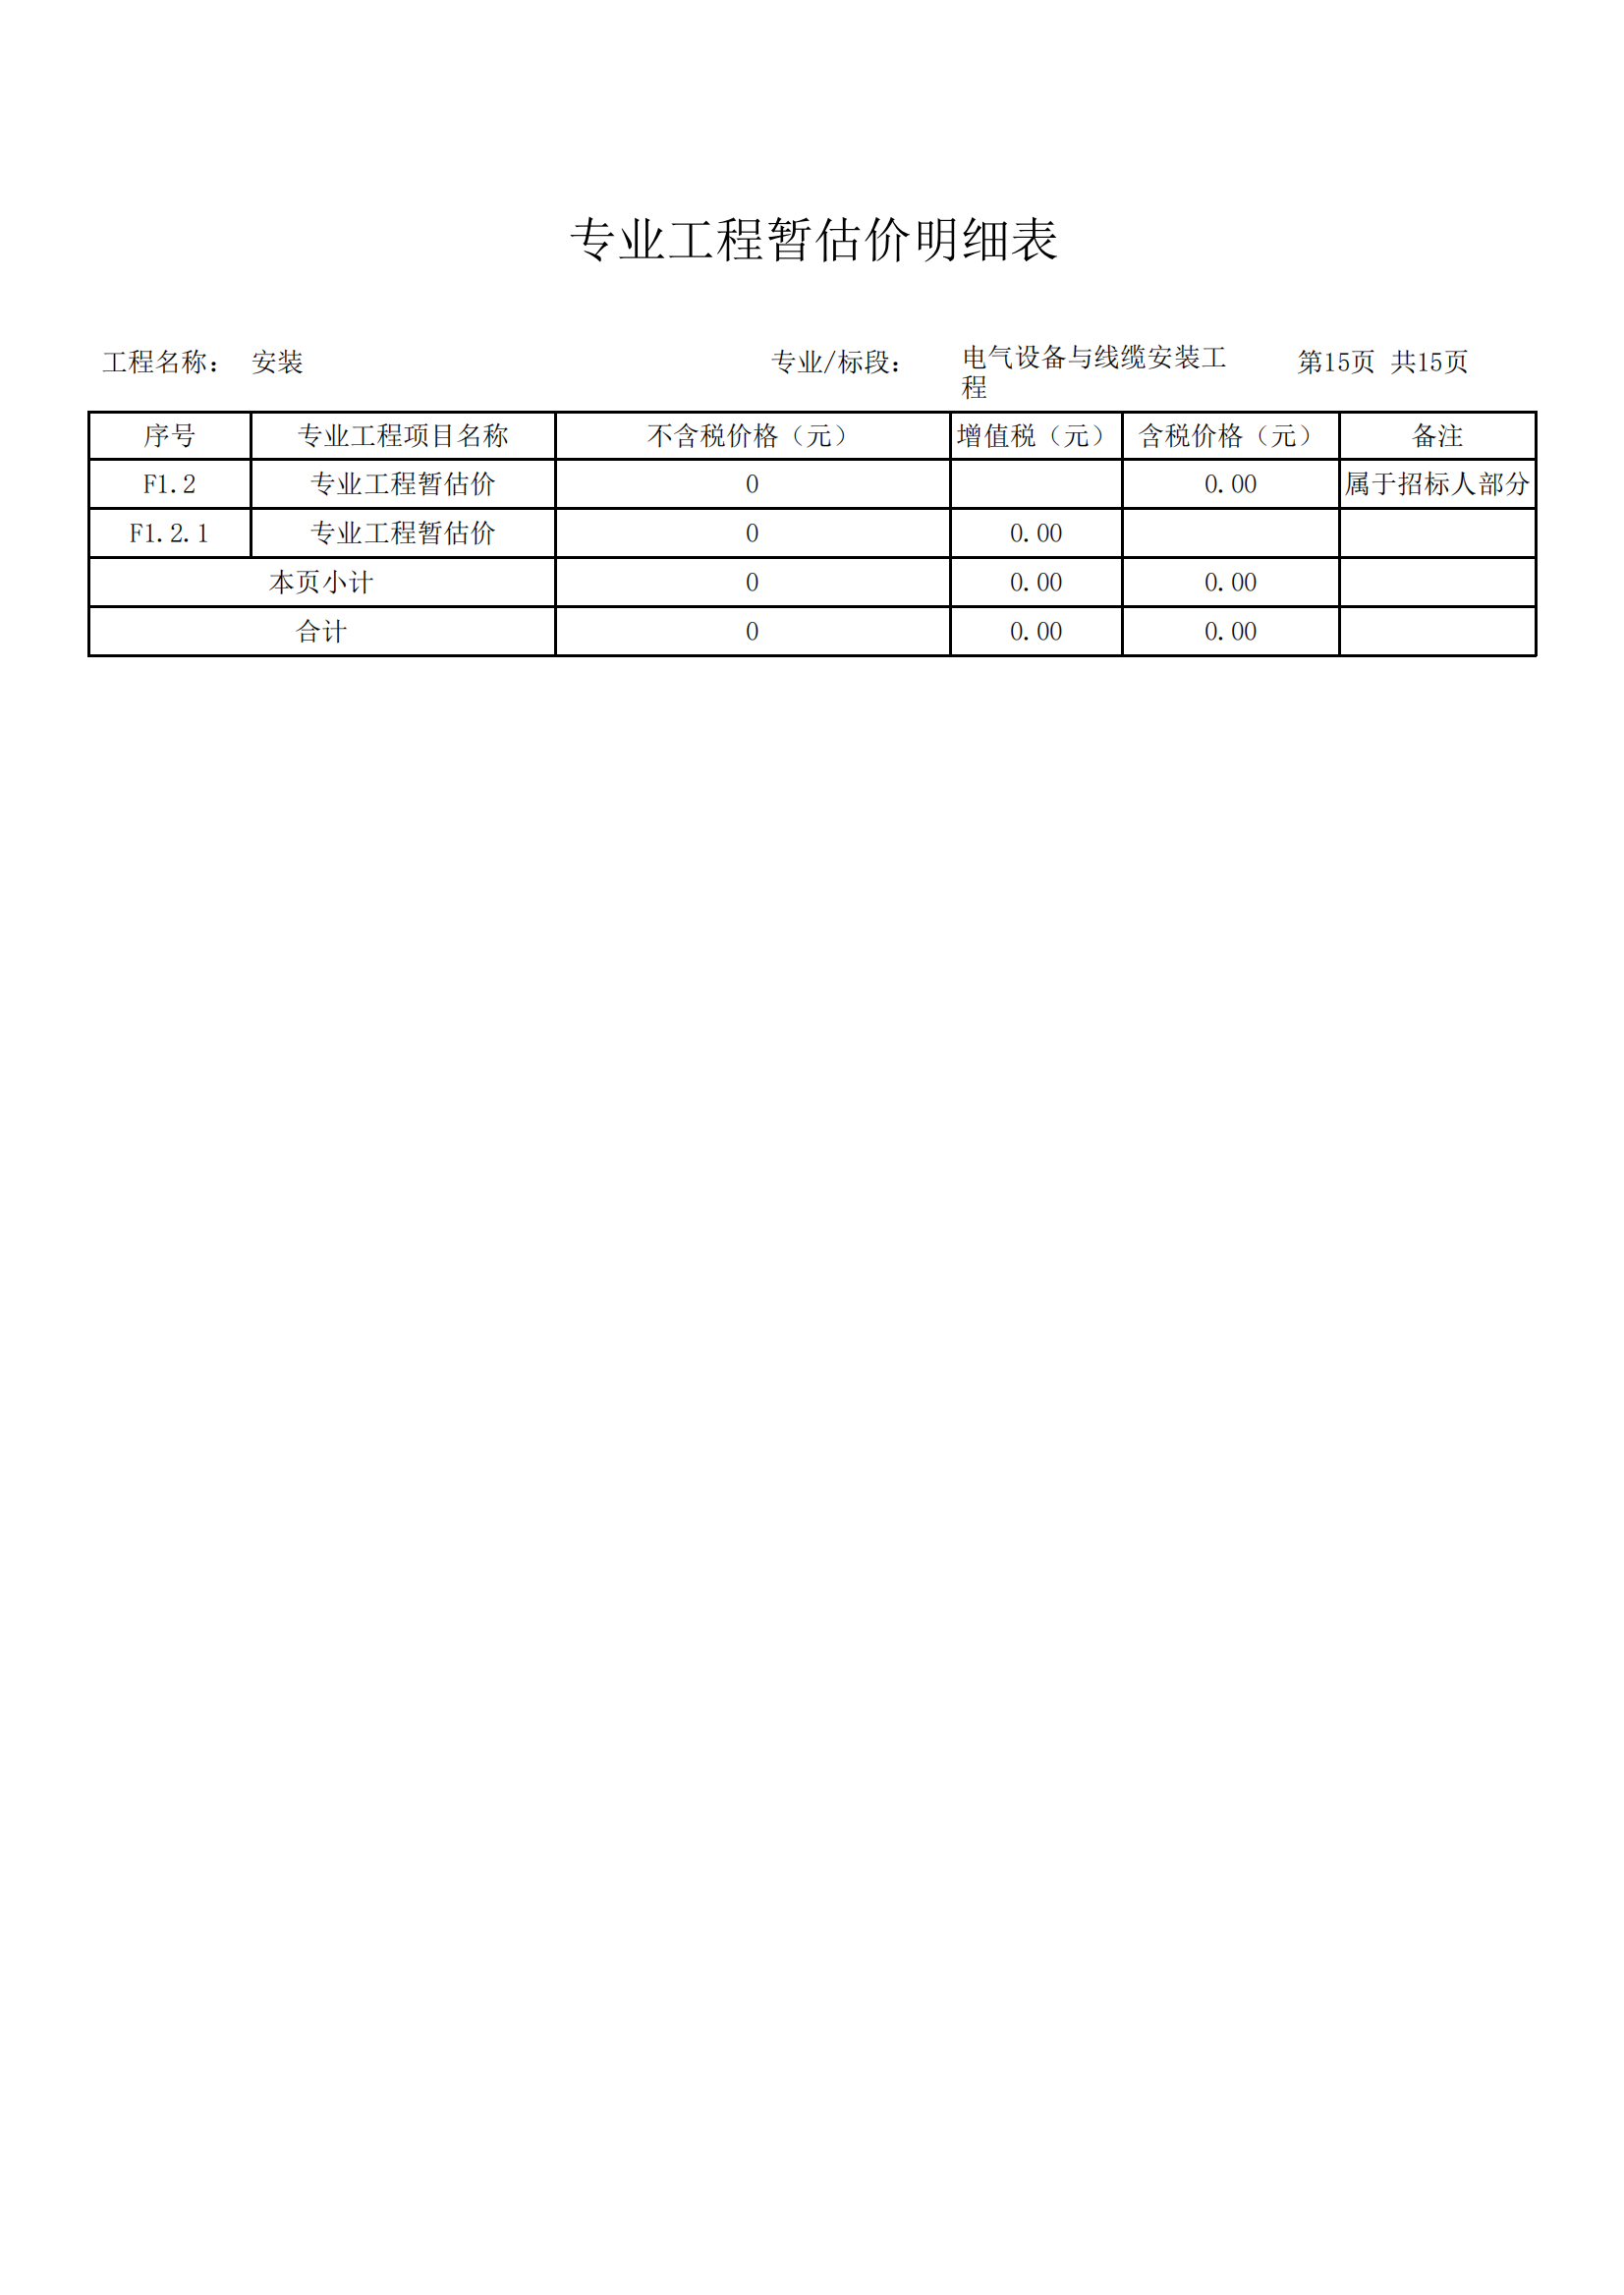 专业工程暂估价明细表
工程名称： 安装 专业/标段： 电气设备与线缆安装工 第15页 共15页
程
序号 专业工程项目名称 不含税价格（元） 增值税（元） 含税价格（元） 备注
F1.2 专业工程暂估价 0 0.00 属于招标人部分
F1.2.1 专业工程暂估价 0 0.00
本页小计 0 0.00 0.00
合计 0 0.00 0.00